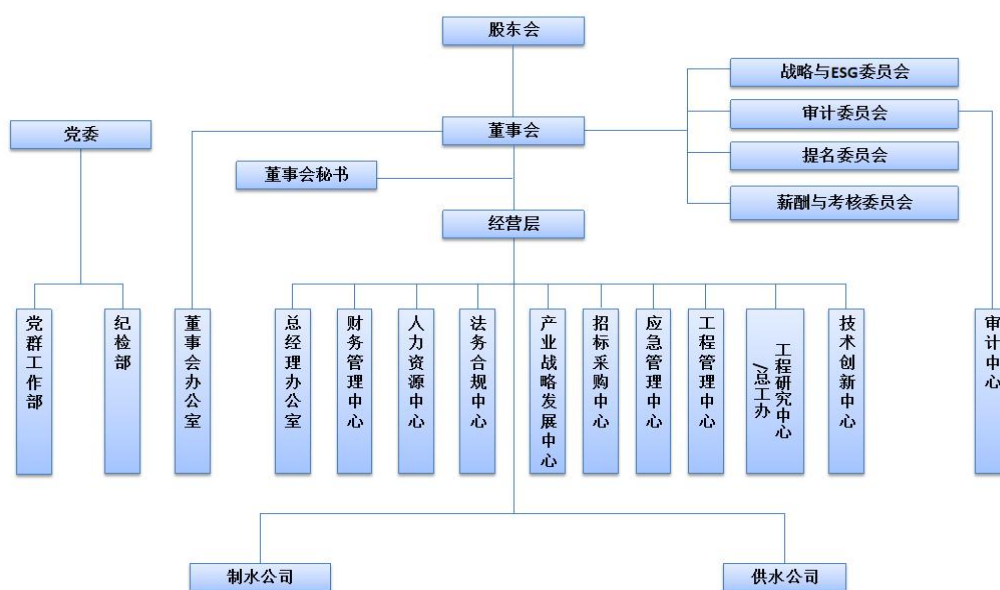 股东会
战略与ESG委员会
审计委员会
党委
董事会
提名委员会
董事会秘书
薪酬与考核委员会
经营层
党群工作部
纪检部
董事会办公室
总经理办公室
财务管理中心
人力资源中心
法务合规中心
产业战略发展中心
招标采购中心
应急管理中心
工程管理中心
工程研究中心
/总工办
技术创新中心
审计中心
制水公司
供水公司